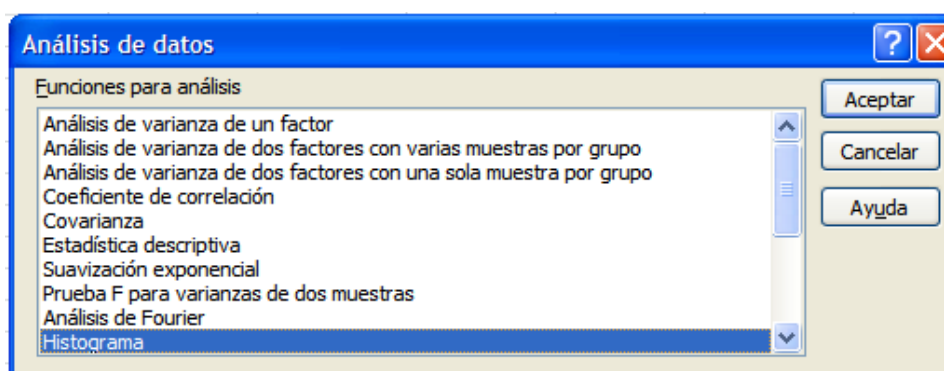 Análisis de datos
Funciones para análisis
Análisis de varianza de un factor
Análisis de varianza de dos factores con varias muestras por grupo
Análisis de varianza de dos factores con una sola muestra por grupo
Coeficiente de correlación
Covarianza
Estadística descriptiva
Suavización exponencial
Prueba F para varianzas de dos muestras
Análisis de Fourier
Histograma
Aceptar
Cancelar
Ayuda